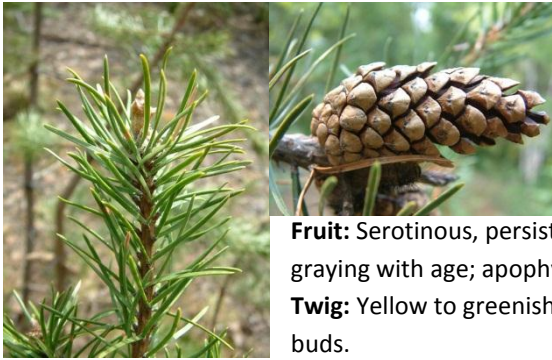 Fruit: Serotinous, persist
graying with age; apophy
Twig: Yellow to greenish
buds.